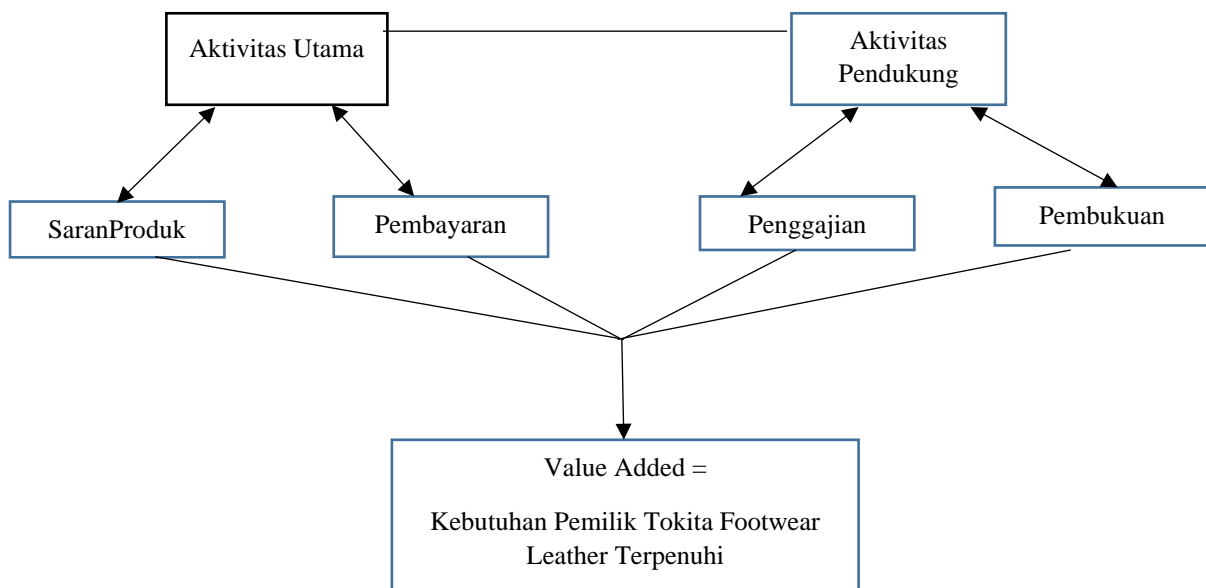 Aktivitas Utama
Aktivitas
Pendukung
SaranProduk
Pembayaran
Penggajian
Pembukuan
Value Added =
Kebutuhan Pemilik Tokita Footwear
Leather Terpenuhi